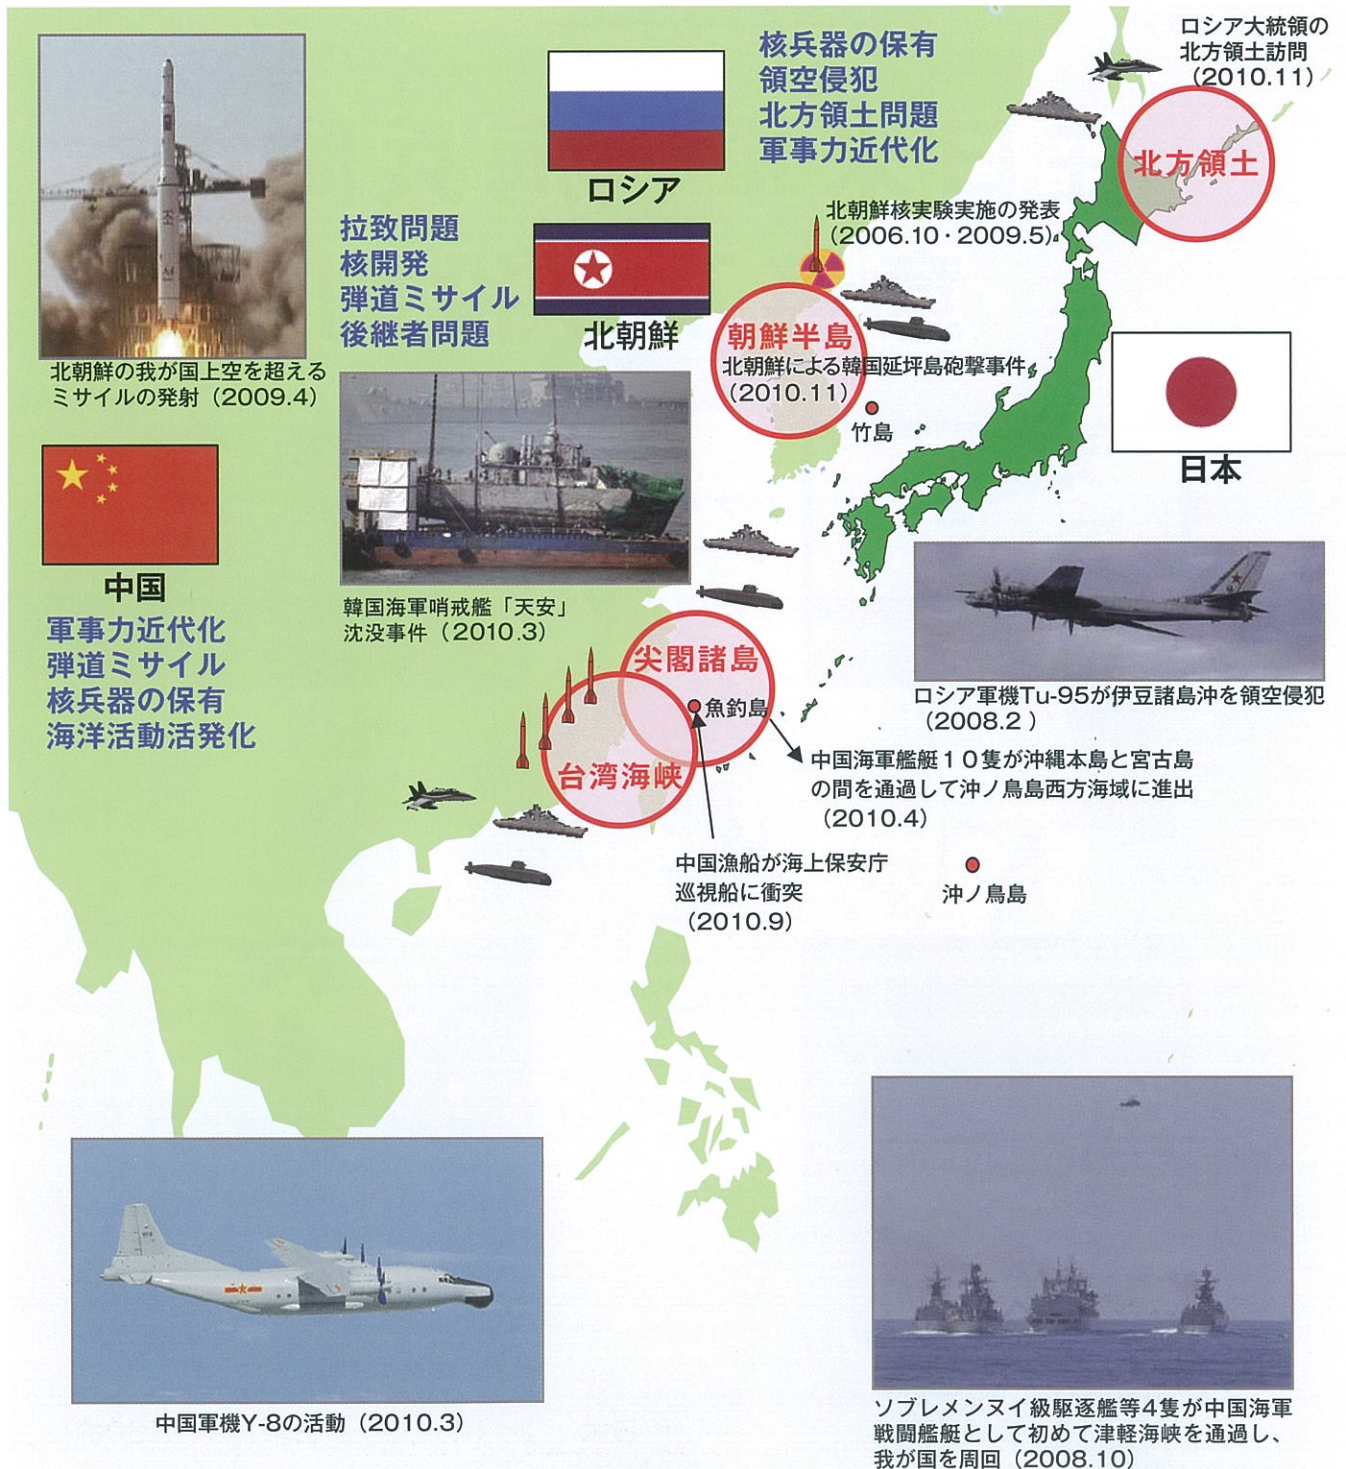 ロシア大統領の
北方領土訪問
（2010.11）
北方領土
核兵器の保有
領空侵犯
北方領土問題
軍事力近代化
ロシア
拉致問題
核開発
弾道ミサイル
後継者問題
北朝鮮
北朝鮮核実験実施の発表
（2006.10・2009.5）
朝鮮半島
北朝鮮による韓国延坪島砲撃事件
（2010.11）
竹島
日本
北朝鮮の我が国上空を超える
ミサイルの発射（2009.4）
中国
軍事力近代化
弾道ミサイル
核兵器の保有
海洋活動活発化
韓国海軍哨戒艦「天安」
沈没事件（2010.3）
ロシア軍機Tu-95が伊豆諸島沖を領空侵犯
（2008.2 ）
尖閣諸島
魚釣島
台湾海峡
中国海軍艦艇１０隻が沖縄本島と宮古島
の間を通過して沖ノ鳥島西方海域に進出
（2010.4）
中国漁船が海上保安庁
巡視船に衝突
（2010.9）
沖ノ鳥島
中国軍機Y-8の活動（2010.3）
ソブレメンヌイ級駆逐艦等4隻が中国海軍
戦闘艦艇として初めて津軽海峡を通過し、
我が国を周回（2008.10）